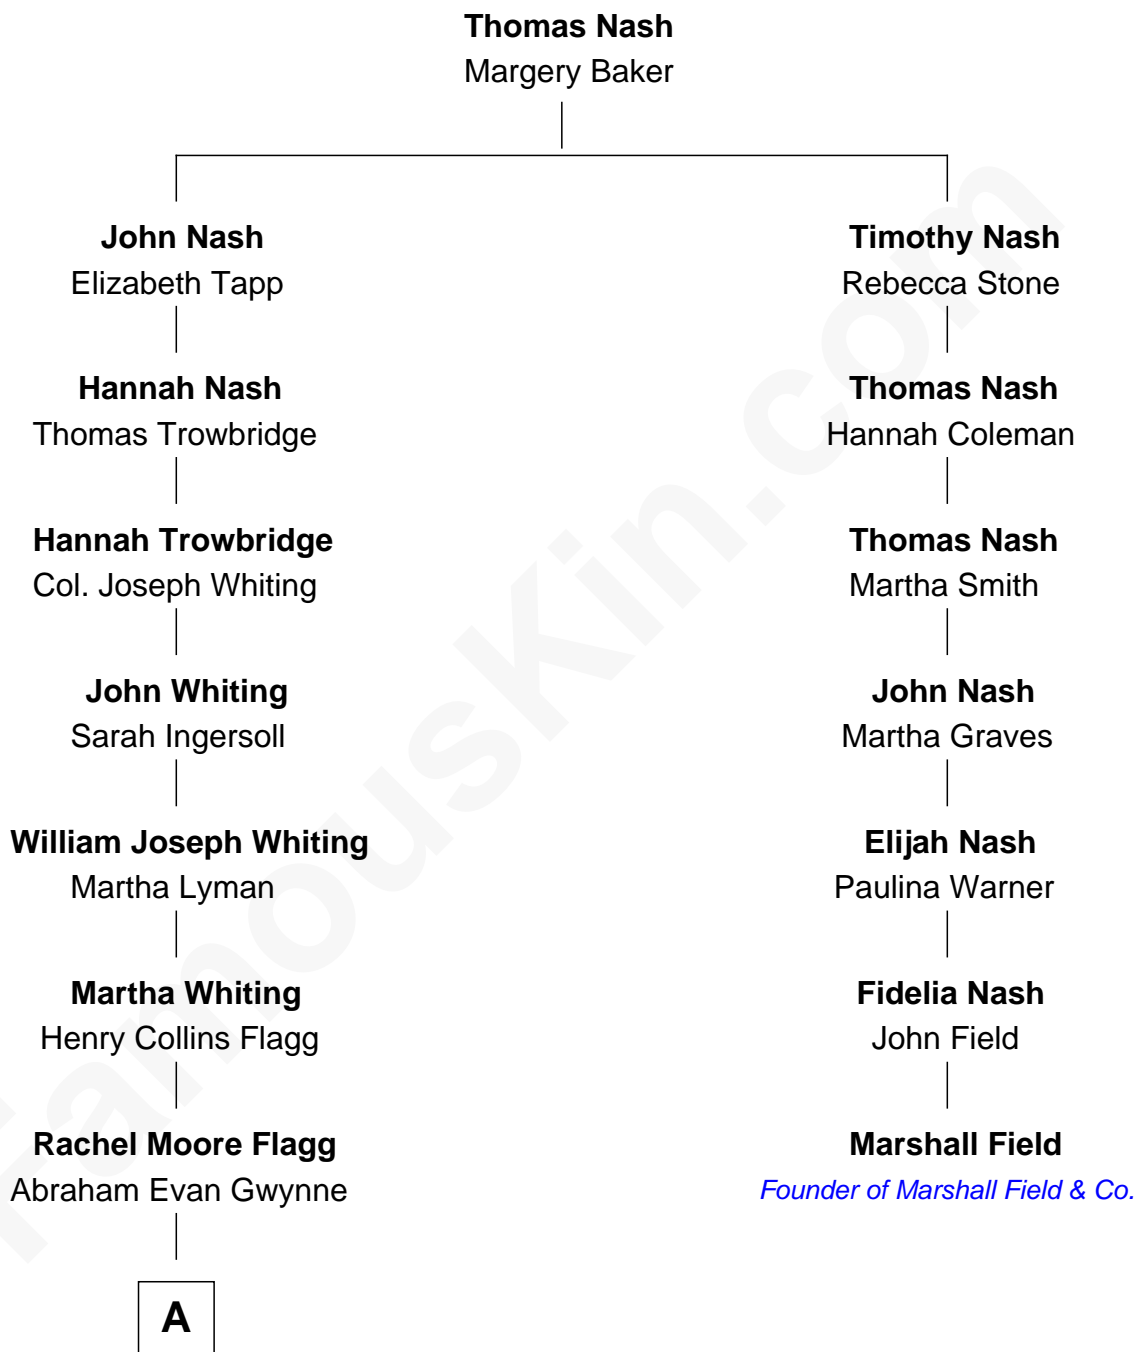 Thomas Nash
Margery Baker
John Nash
Elizabeth Tapp
Timothy Nash
Rebecca Stone
Hannah Nash
Thomas Trowbridge
Thomas Nash
Hannah Coleman
Hannah Trowbridge
Col. Joseph Whiting
Thomas Nash
Martha Smith
John Whiting
Sarah Ingersoll
John Nash
Martha Graves
William Joseph Whiting
Martha Lyman
Elijah Nash
Paulina Warner
Martha Whiting
Henry Collins Flagg
Fidelia Nash
John Field
Rachel Moore Flagg
Abraham Evan Gwynne
Marshall Field
Founder of Marshall Field & Co.
A
FamousKin.com